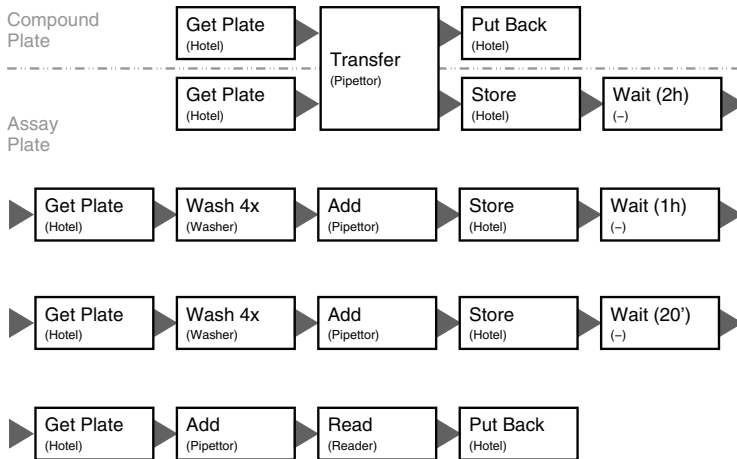 Compound
Plate
Get Plate
(Hotel)
Transfer
(Pipettor)
Put Back
(Hotel)
Assay
Plate
Get Plate
(Hotel)
Store
(Hotel)
Wait (2h)
(–)
Get Plate
(Hotel)
Wash 4x
(Washer)
Add
(Pipettor)
Store
(Hotel)
Wait (1h)
(–)
Get Plate
(Hotel)
Wash 4x
(Washer)
Add
(Pipettor)
Store
(Hotel)
Wait (20')
(–)
Get Plate
(Hotel)
Add
(Pipettor)
Read
(Reader)
Put Back
(Hotel)